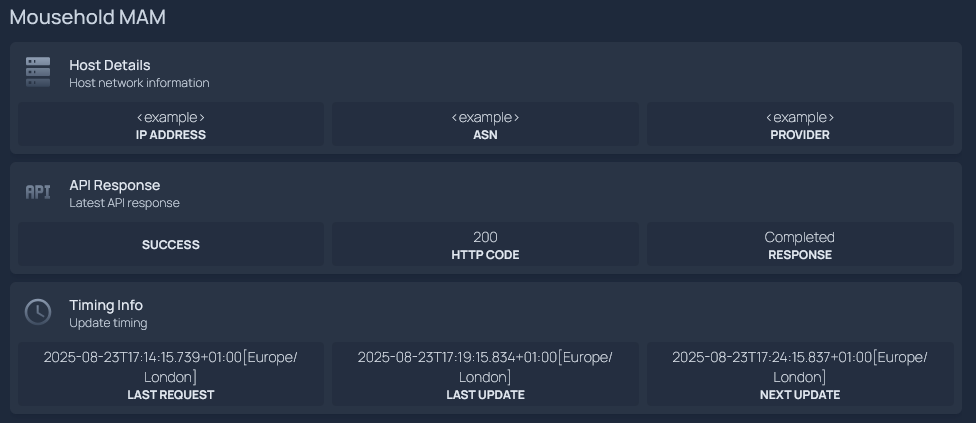 Mousehold MAM
Host Details
Host network information
<example>
IP ADDRESS
<example>
ASN
<example>
PROVIDER
API
API Response
Latest API response
SUCCESS
200
HTTP CODE
Completed
RESPONSE
Timing Info
Update timing
2025-08-23T17:14:15.739+01:00[Europe/
London]
LAST REQUEST
2025-08-23T17:19:15.834+01:00[Europe/
London]
LAST UPDATE
2025-08-23T17:24:15.837+01:00[Europe/
London]
NEXT UPDATE